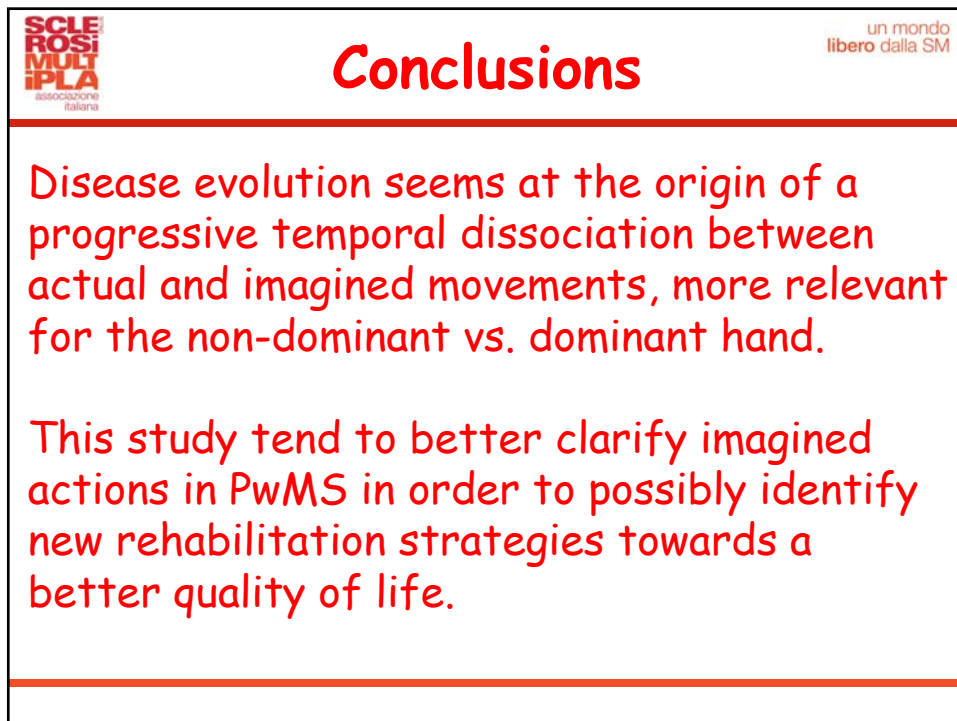 SCLE
ROSi
MULT
iPLA
associazione
italiana
Conclusions
un mondo
libero dalla SM
Disease evolution seems at the origin of a
progressive temporal dissociation between
actual and imagined movements, more relevant
for the non-dominant vs. dominant hand.
This study tend to better clarify imagined
actions in PwMS in order to possibly identify
new rehabilitation strategies towards a
better quality of life.